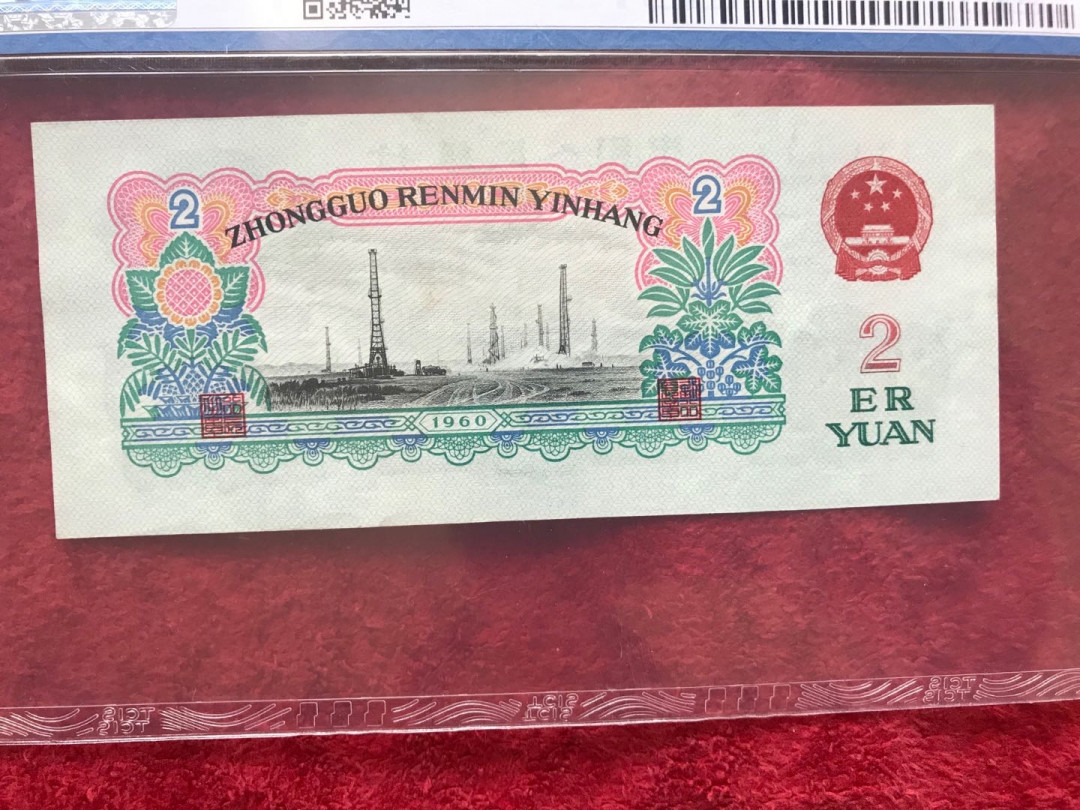 2
2
ZHONGGUO RENMIN YINHANG
1960
2
ER
YUAN